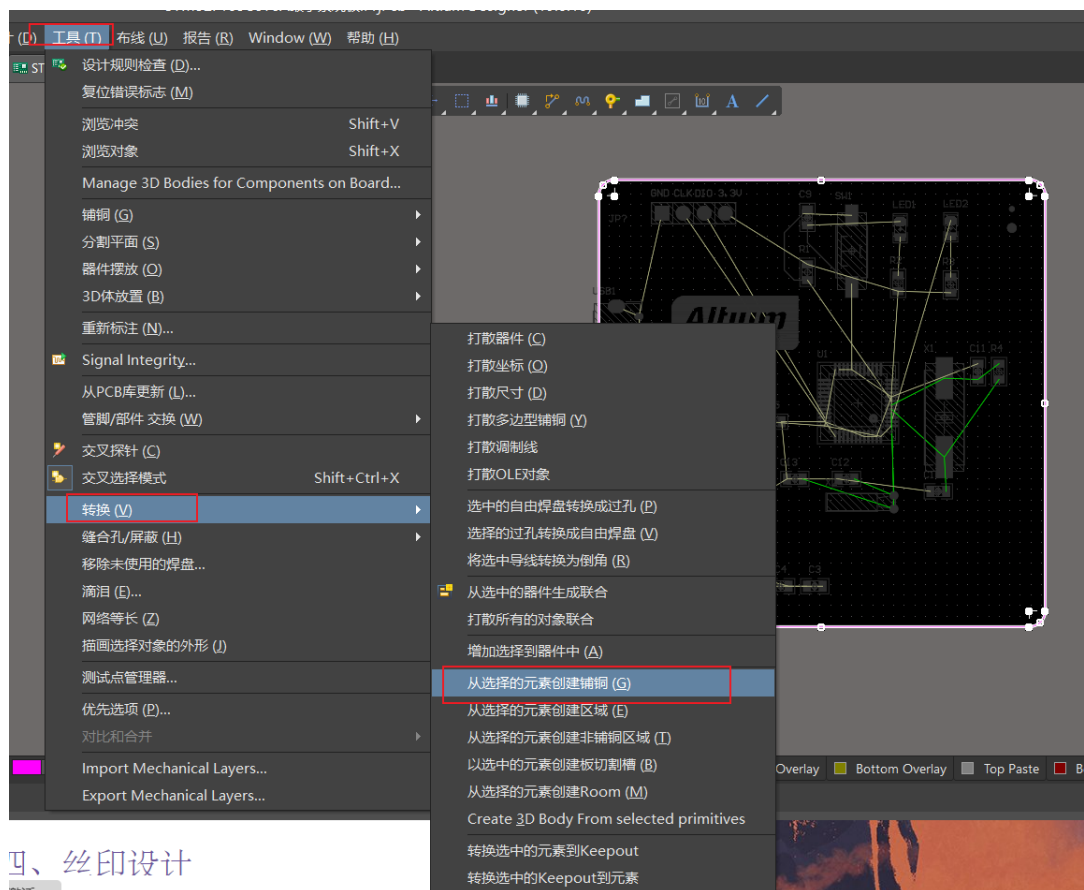 (D) 工具 (T) 布线 (U) 报告 (R) Window (W) 帮助 (H)
ST
设计规则检查 (D)...
复位错误标志 (M)
浏览冲突 Shift+V
浏览对象 Shift+X
Manage 3D Bodies for Components on Board...
铺铜 (G)
分割平面 (S)
器件摆放 (O)
3D体放置 (B)
重新标注 (N)...
Signal Integrity...
从PCB库更新 (L)...
管脚/部件 交换 (W)
交叉探针 (C)
交叉选择模式 Shift+Ctrl+X
转换 (V)
缝合孔/屏蔽 (H)
移除未使用的焊盘...
滴泪 (E)...
网络等长 (Z)
描画选择对象的外形 (J)
测试点管理器...
优先选项 (P)...
对比和合并
Import Mechanical Layers...
Export Mechanical Layers...
打散器件 (C)
打散坐标 (O)
打散尺寸 (D)
打散多边型铺铜 (Y)
打散调制线
打散OLE对象
选中的自由焊盘转换成过孔 (P)
选择的过孔转换成自由焊盘 (V)
将选中导线转换为倒角 (R)
从选中的器件生成联合
打散所有的对象联合
增加选择到器件中 (A)
从选择的元素创建铺铜 (G)
从选择的元素创建区域 (E)
从选择的元素创建非铺铜区域 (T)
以选中的元素创建板切割槽 (B)
从选择的元素创建Room (M)
Create 3D Body From selected primitives
转换选中的元素到Keepout
转换选中的Keepout到元素
GND CLK DIO 3.3V
C9 SW1 LED1 LED2
JP?
USB1
Altium
U1 X1 C11 R4
C13 C12
C4 C3
Overlay Bottom Overlay Top Paste B
四、丝印设计